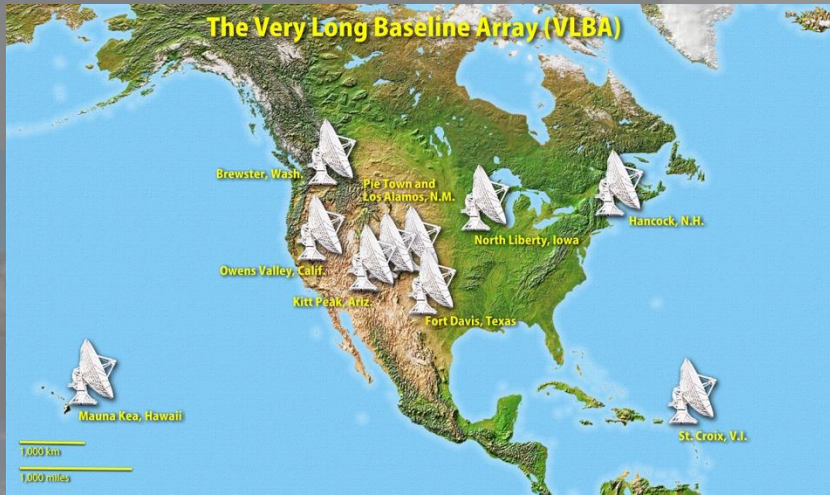 The Very Long Baseline Array (VLBA)
Brewster, Wash.
Pie Town and
Los Alamos, N.M.
Hancock, N.H.
North Liberty, Iowa
Owens Valley, Calif.
Kitt Peak, Ariz.
Fort Davis, Texas
Mauna Kea, Hawaii
St. Croix, V.I.
1,000 km
1,000 miles